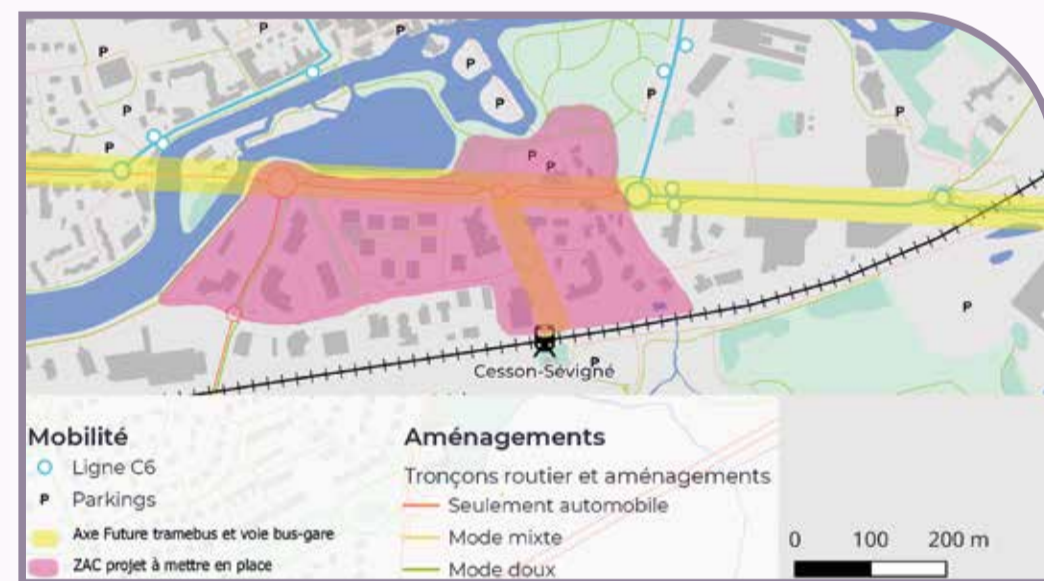 P
P
P
P
P
P
P
P
P
P
P
P
P
P
Cesson-Sévigné
Mobilité
Ligne C6
P Parkings
Axe Future tramebus et voie bus-gare
ZAC projet à mettre en place
Aménagements
Tronçons routier et aménagements
Seulement automobile
Mode mixte
Mode doux
0 100 200 m